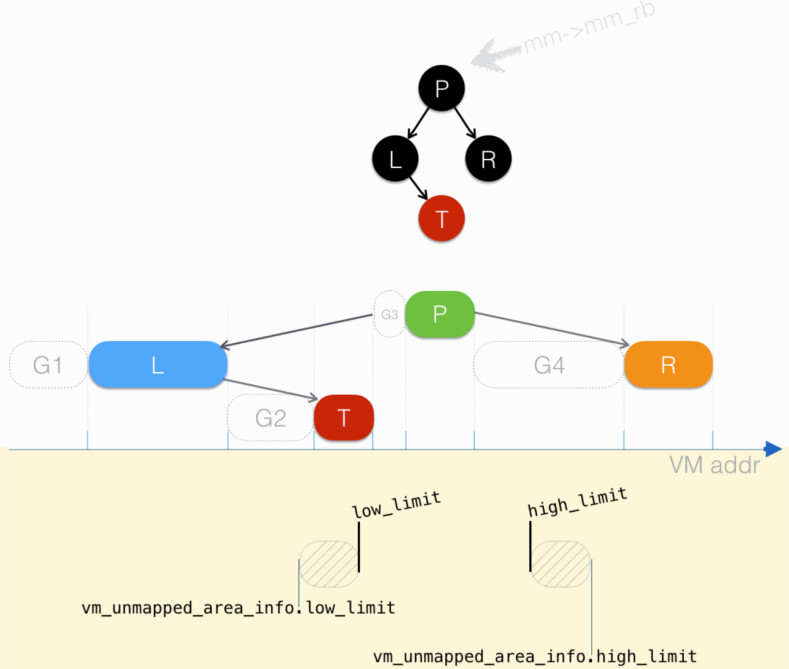 mm->mm_rb
P
L
R
T
G3
P
G1
L
G4
R
G2
T
VM addr
low_limit
high_limit
vm_unmapped_area_info.low_limit
vm_unmapped_area_info.high_limit